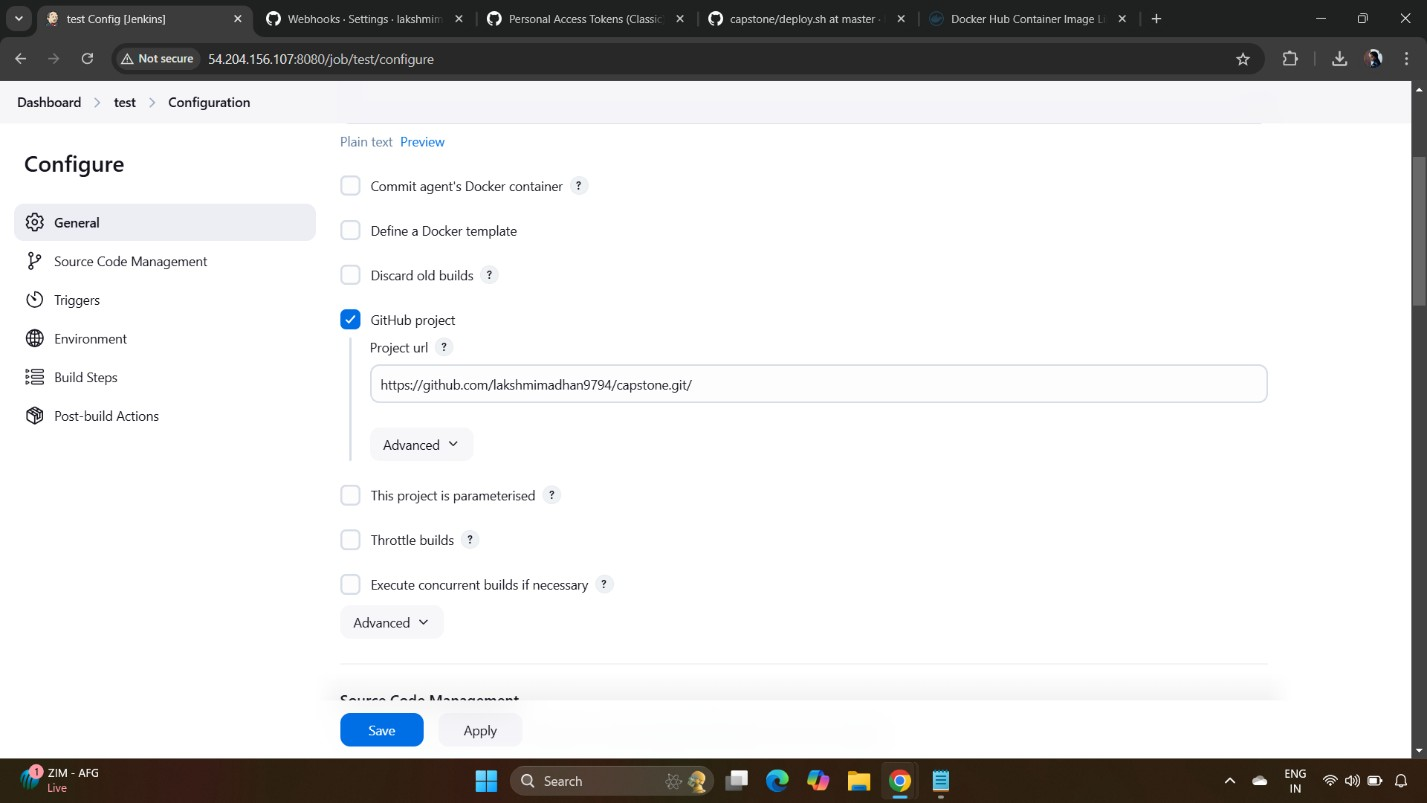 test Config [Jenkins]
Webhooks · Settings · lakshmim
Personal Access Tokens (Classic
capstone/deploy.sh at master ·
Docker Hub Container Image Li
Not secure
54.204.156.107:8080/job/test/configure
Dashboard
test
Configuration
Configure
General
Source Code Management
Triggers
Environment
Build Steps
Post-build Actions
Plain text Preview
Commit agent's Docker container ?
Define a Docker template
Discard old builds ?
GitHub project
Project url ?
https://github.com/lakshmimadhan9794/capstone.git/
Advanced
This project is parameterised ?
Throttle builds ?
Execute concurrent builds if necessary ?
Advanced
Source Code Management
Save
Apply
1
ZIM - AFG
Live
Search
ENG
IN